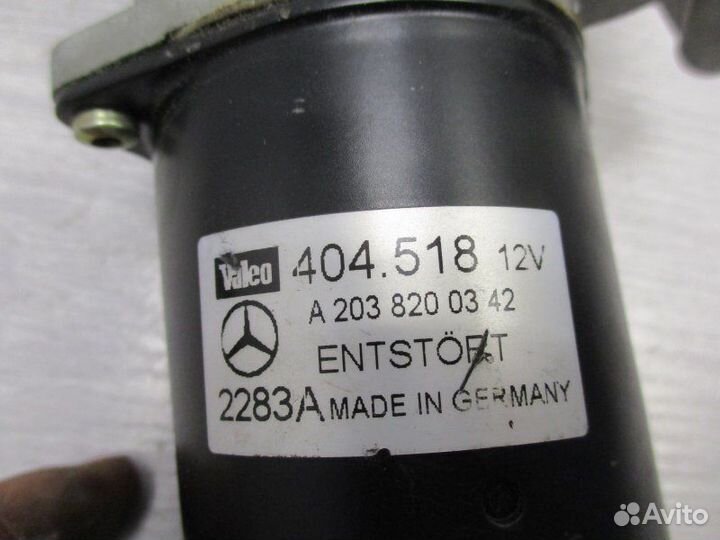 Valeo 404.518 12V
A 203 820 03 42
ENTSTÖRT
2283A MADE IN GERMANY
Avito